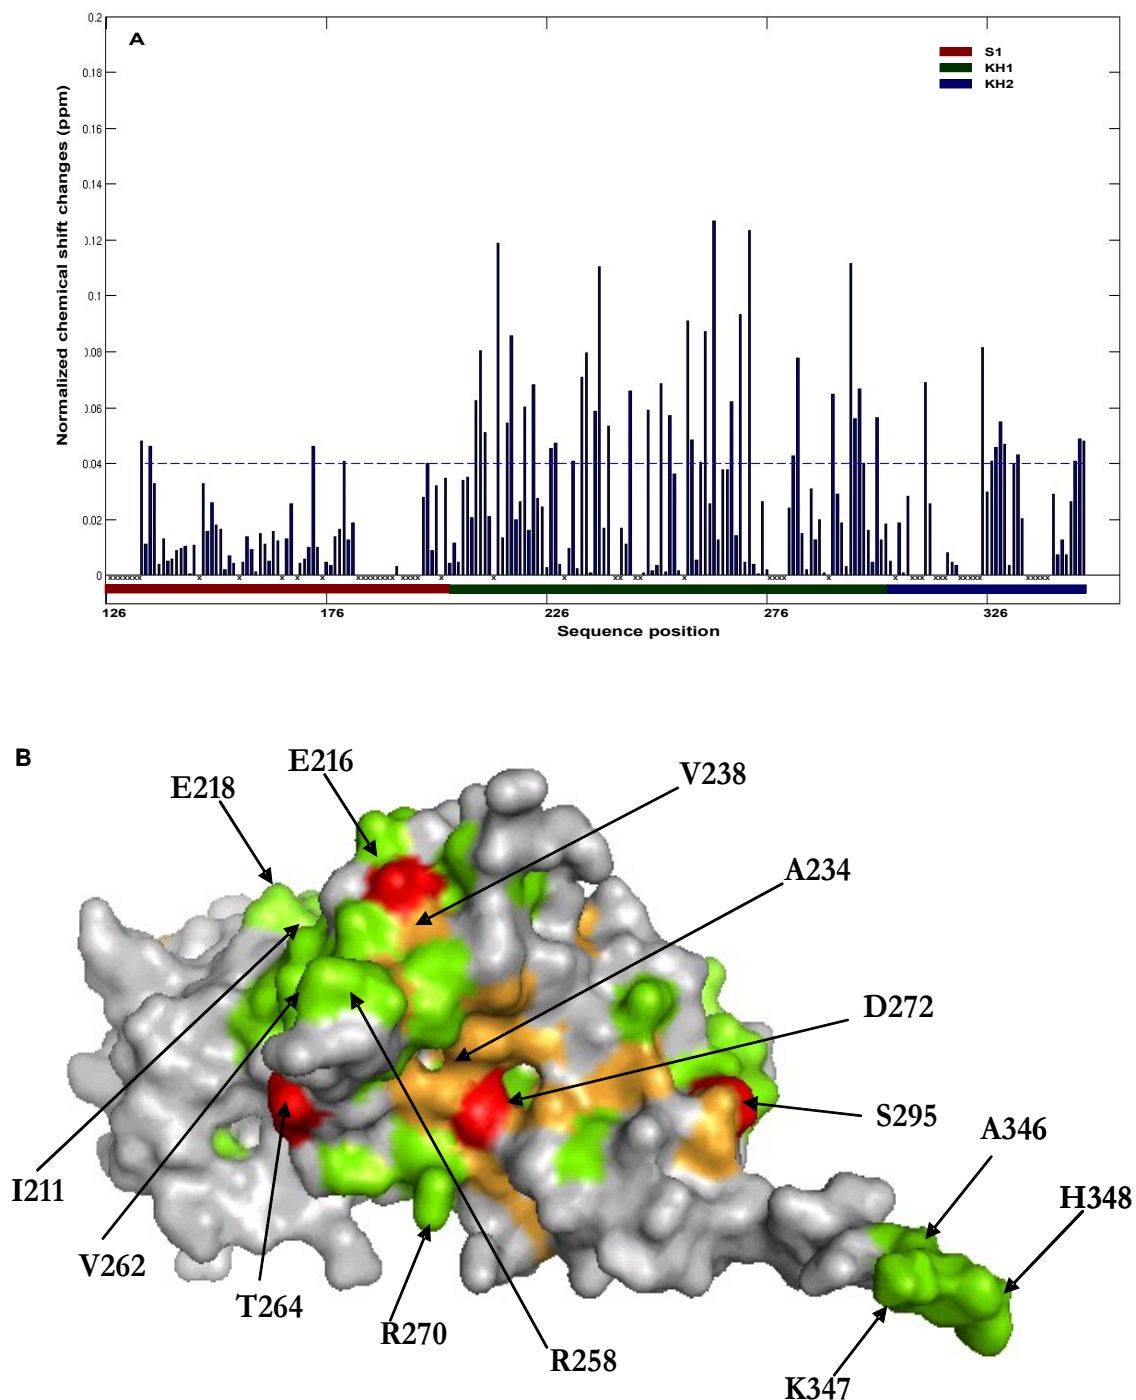 A
0.2
0.18
0.16
0.14
0.12
0.1
0.08
0.06
0.04
0.02
0
Normalized chemical shift changes (ppm)
S1
KH1
KH2
126 176 226 276 326
Sequence position
B
E216
E218
V238
A234
D272
S295
A346
H348
I211
V262
T264
R270
R258
K347